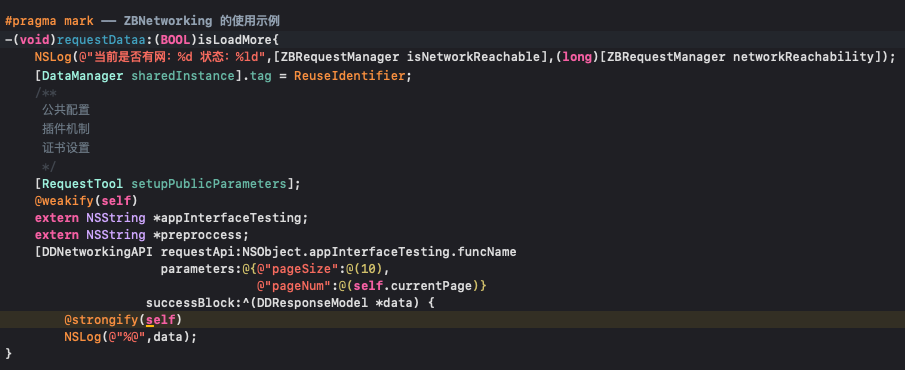 #pragma mark —— ZBNetworking 的使用示例
-(void)requestDataa:(BOOL)isLoadMore{
    NSLog(@"当前是否有网：%d 状态：%ld",[ZBRequestManager isNetworkReachable],(long)[ZBRequestManager networkReachability]);
    [DataManager sharedInstance].tag = ReuseIdentifier;
    /**
     公共配置
     插件机制
     证书设置
     */
    [RequestTool setupPublicParameters];
    @weakify(self)
    extern NSString *appInterfaceTesting;
    extern NSString *preproccess;
    [DDNetworkingAPI requestApi:NSObject.appInterfaceTesting.funcName
                     parameters:@{@"pageSize":@(10),
                                  @"pageNum":@(self.currentPage)}
                   successBlock:^(DDResponseModel *data) {
        @strongify(self)
        NSLog(@"%@",data);
}